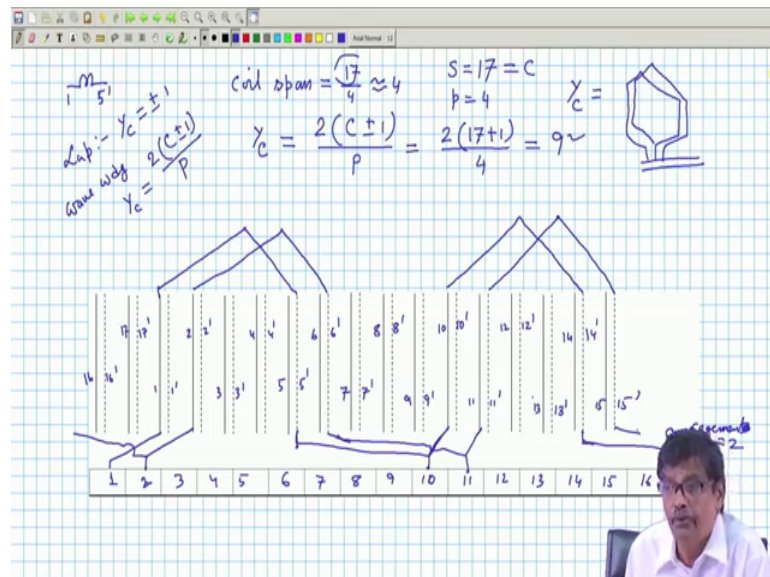 Arial Normal 12
1 5'
Lap:- Yc = ±1
wave wdg Yc = 2(C±1)/P
coil span = 17/4 ≈ 4
S = 17 = C
P = 4
Yc =
Yc = 2(C±1)/P = 2(17+1)/4 = 9
17 17' 2 2' 4 4' 6 6' 8 8' 10 10' 12 12' 14 14'
16 16' 1 1' 3 3' 5 5' 7 7' 9 9' 11 11' 13 13' 15 15'
= 2
1 2 3 4 5 6 7 8 9 10 11 12 13 14 15 16